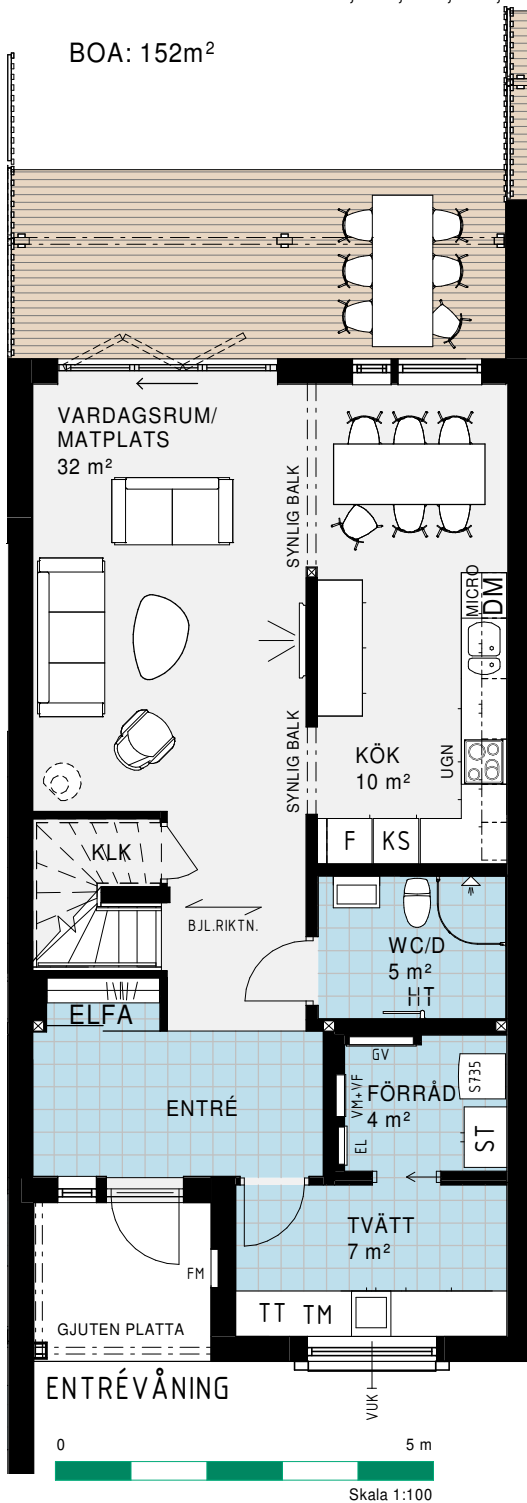 BOA: 152m²
VARDAGSRUM/
MATPLATS
32 m²
SYNLIG BALK
MICRO
DM
SYNLIG BALK
KÖK
10 m²
UGN
F
KS
KLK
BJL.RIKTN.
WC/D
5 m²
HT
ELFA
GV
ENTRÉ
VM+VF
FÖRRÅD
4 m²
S735
EL
ST
TVÄTT
7 m²
FM
TT
TM
GJUTEN PLATTA
ENTRÉVÅNING
VUK
0
5 m
Skala 1:100